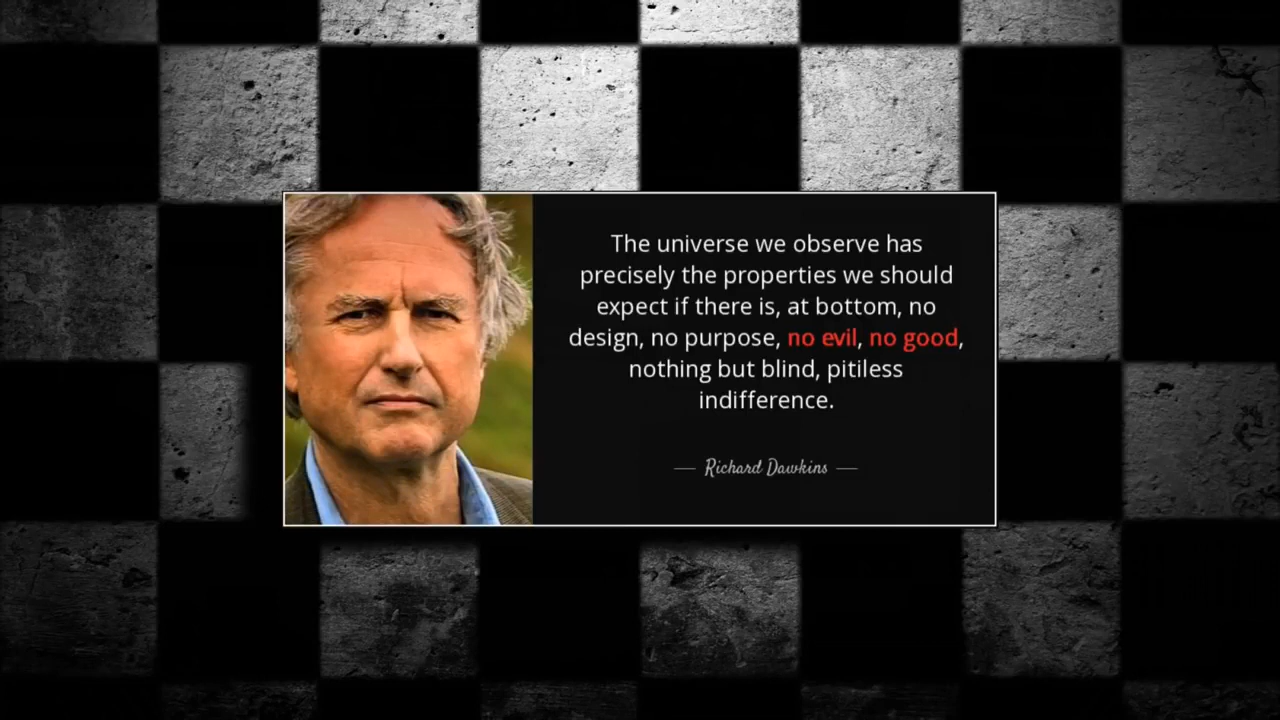 The universe we observe has
precisely the properties we should
expect if there is, at bottom, no
design, no purpose, no evil, no good,
nothing but blind, pitiless
indifference.
— Richard Dawkins —